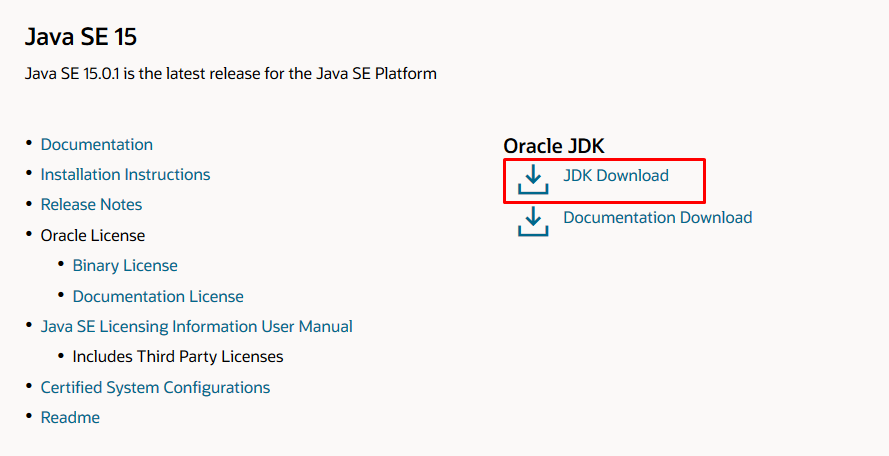 Java SE 15
Java SE 15.0.1 is the latest release for the Java SE Platform
• Documentation
• Installation Instructions
• Release Notes
• Oracle License
• Binary License
• Documentation License
• Java SE Licensing Information User Manual
• Includes Third Party Licenses
• Certified System Configurations
• Readme
Oracle JDK
JDK Download
Documentation Download